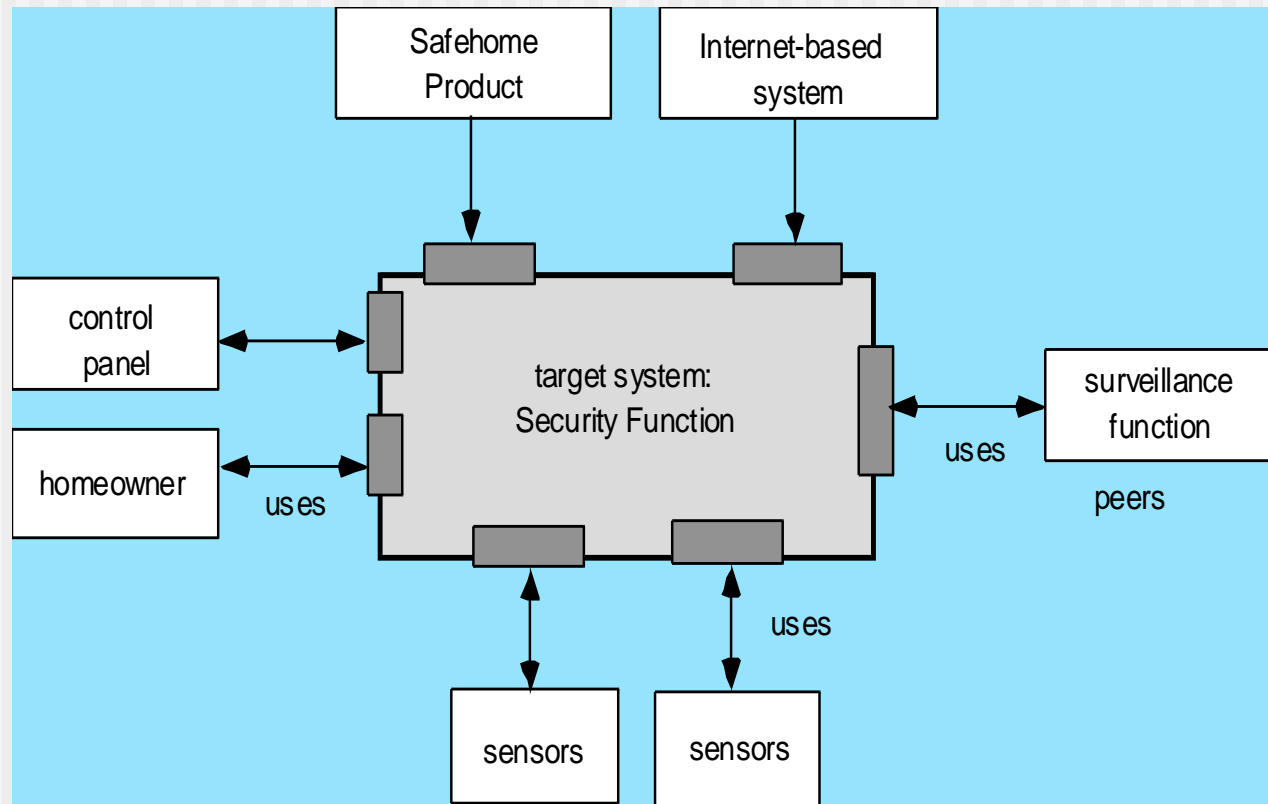 Safehome
Product
Internet-based
system
control
panel
target system:
Security Function
surveillance
function
homeowner
uses
uses
peers
uses
sensors
sensors